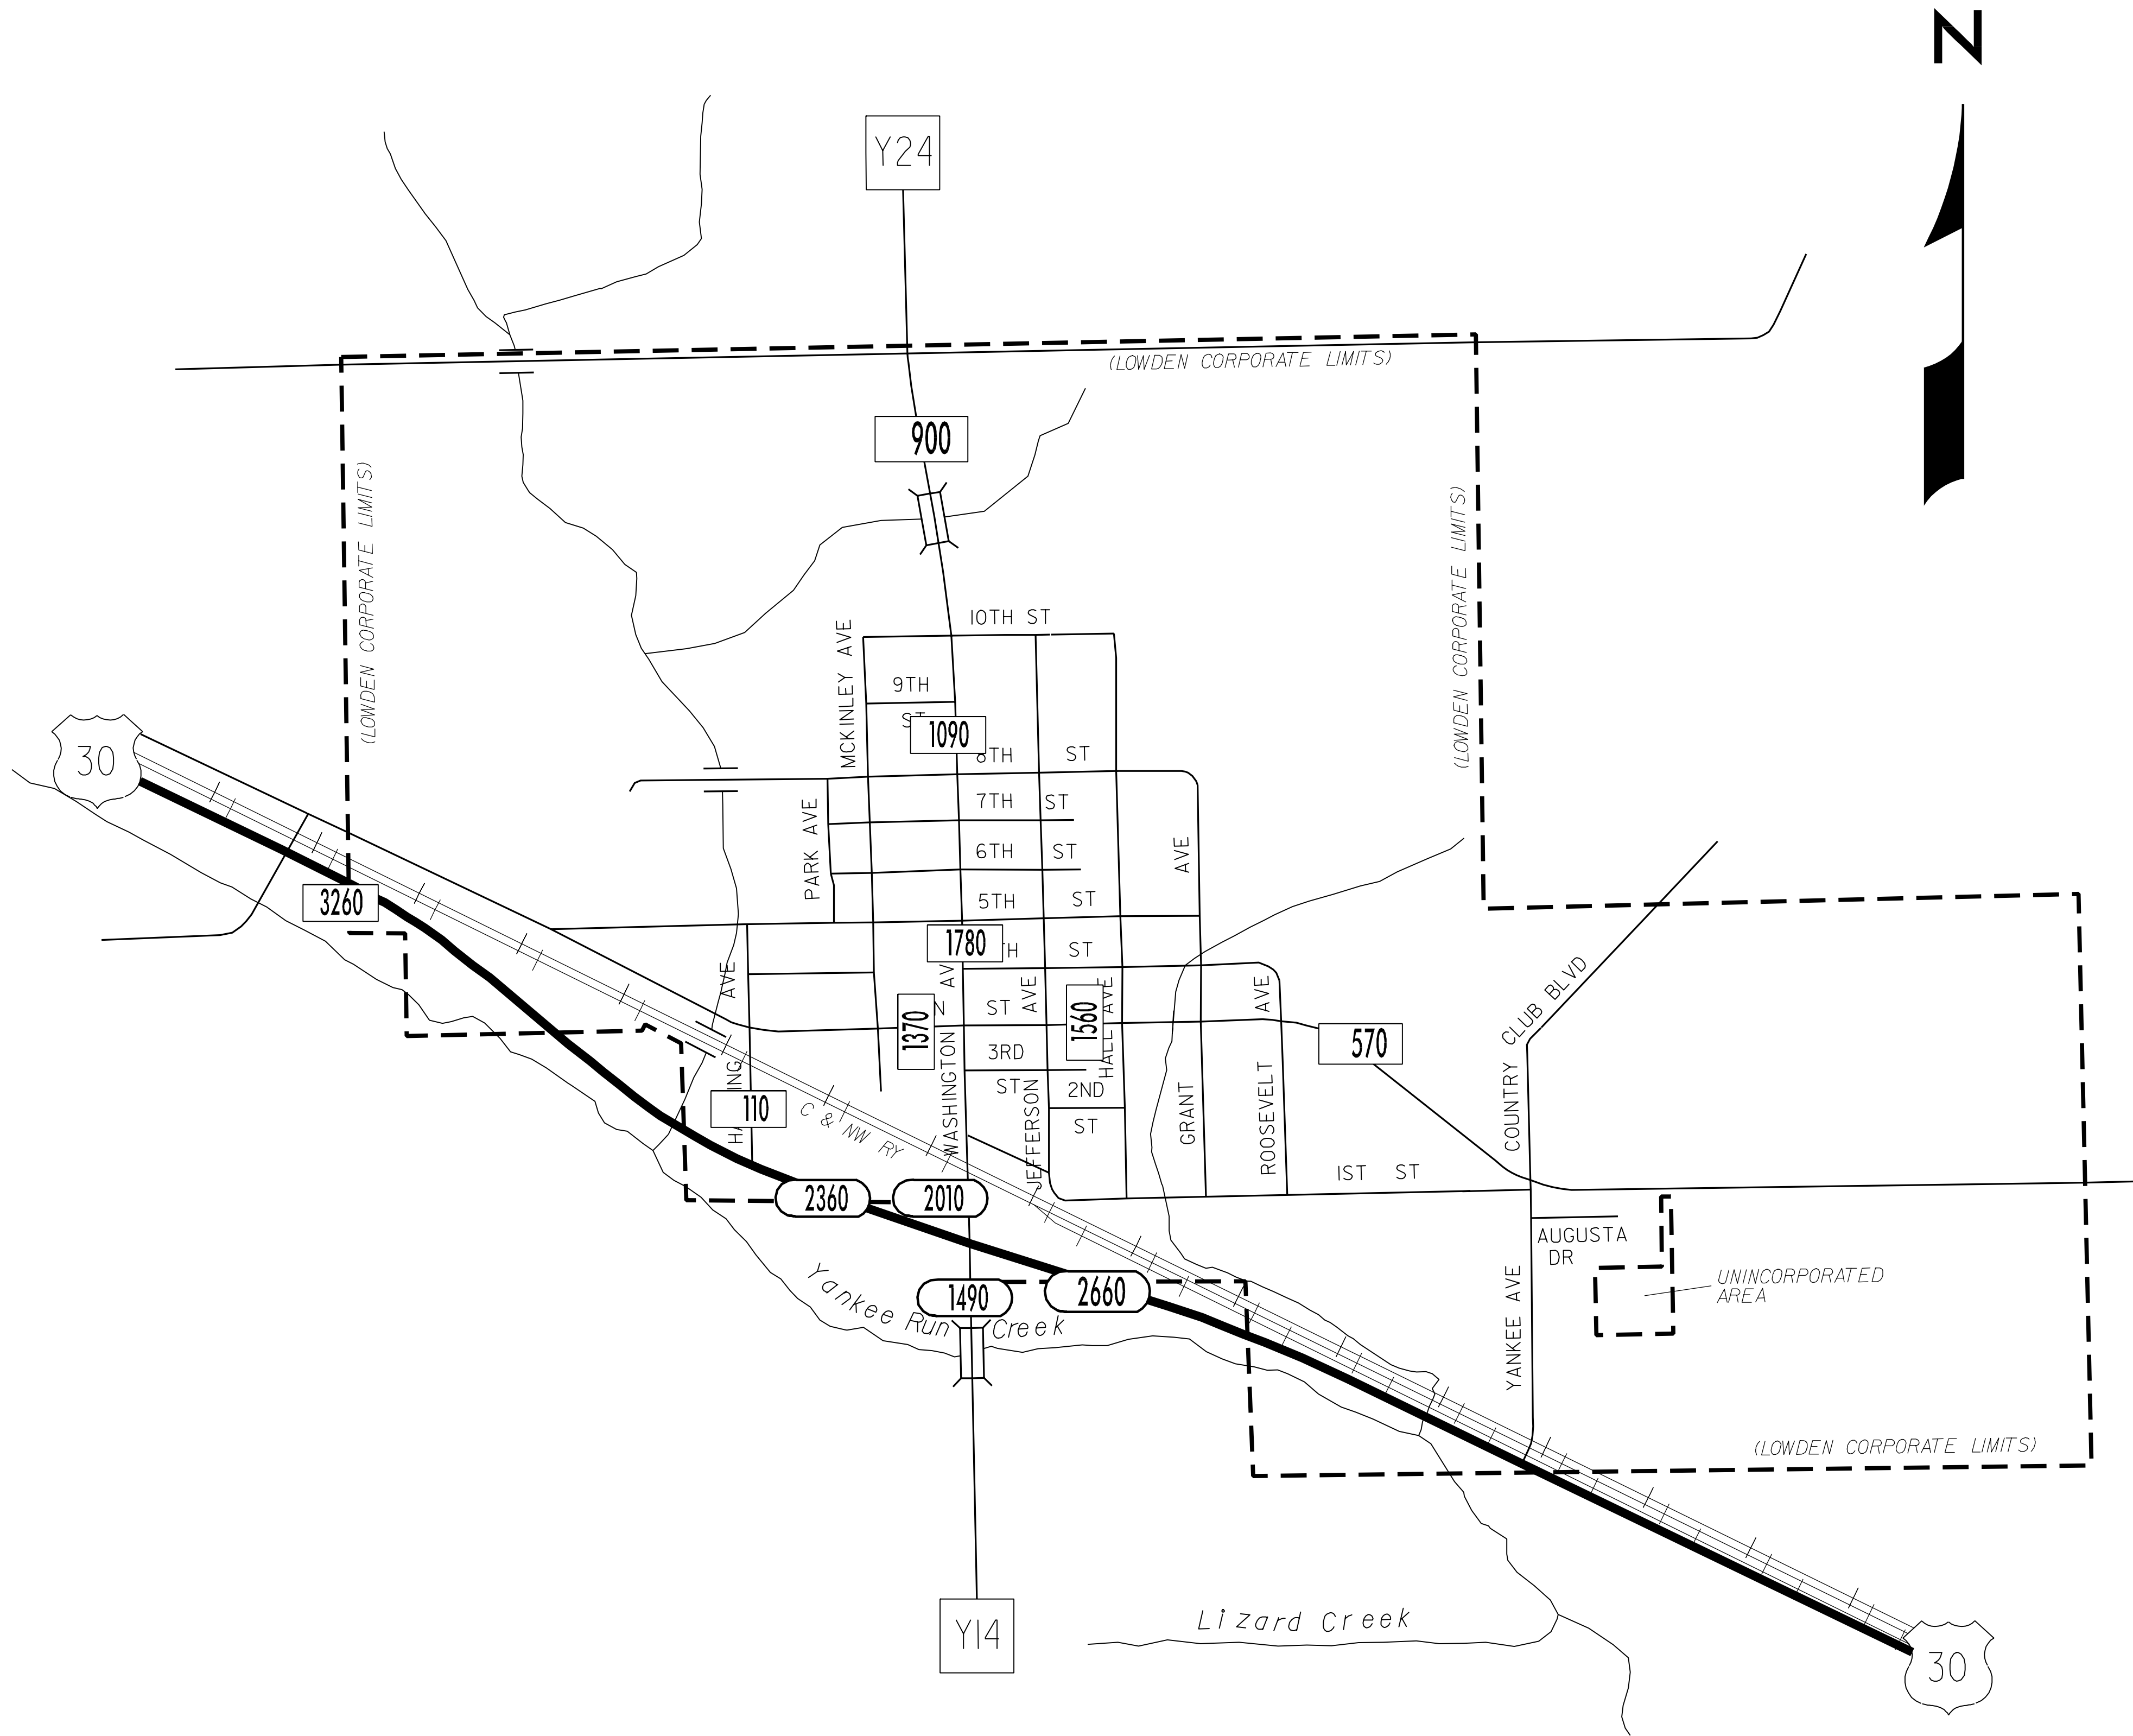 N
Y24
(LOWDEN CORPORATE LIMITS)
900
(LOWDEN CORPORATE LIMITS)
(LOWDEN CORPORATE LIMITS)
10TH ST
MCKINLEY AVE
9TH
1090
ST
30
7TH ST
PARK AVE
6TH ST
AVE
5TH ST
3260
1780
ST
AVE
ST
AVE
AVE
1370
1560
570
CLUB BLVD
3RD
ST
2ND
ST
110
C & NW RY
WASHINGTON
JEFFERSON
GRANT
ROOSEVELT
COUNTRY
1ST ST
2360
2010
AUGUSTA
DR
UNINCORPORATED
AREA
1490
2660
Yankee Run Creek
YANKEE AVE
(LOWDEN CORPORATE LIMITS)
Y14
Lizard Creek
30